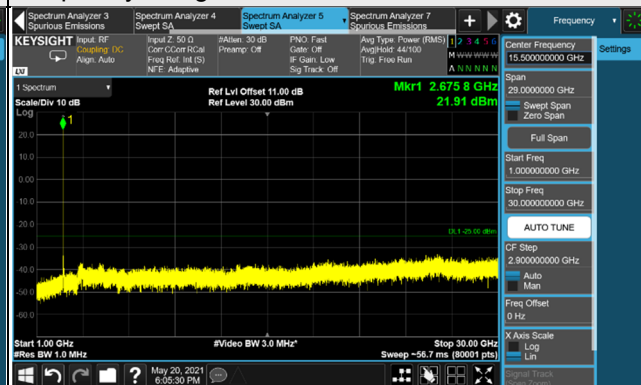 Spectrum Analyzer 3
Spurious Emissions
Spectrum Analyzer 4
Swept SA
Spectrum Analyzer 5
Swept SA
Spectrum Analyzer 7
Spurious Emissions
Frequency
KEYSIGHT
Input: RF
Coupling: DC
Align: Auto
Input Z: 50 Ω
Corr CCorr RCal
Freq Ref: Int (S)
NFE: Adaptive
#Atten: 30 dB
Preamp: Off
PNO: Fast
Gate: Off
IF Gain: Low
Sig Track: Off
Avg Type: Power (RMS)
Avg|Hold: 44/100
Trig: Free Run
1 2 3 4 5 6
M W W W W W
A N N N N N
LXI
Settings
Center Frequency
15.500000000 GHz
Span
29.0000000 GHz
Swept Span
Zero Span
Full Span
Start Freq
1.000000000 GHz
Stop Freq
30.000000000 GHz
AUTO TUNE
CF Step
2.900000000 GHz
Auto
Man
Freq Offset
0 Hz
X Axis Scale
Log
Lin
Signal Track
(Span Zoom)
1 Spectrum
Scale/Div 10 dB
Log
Ref Lvl Offset 11.00 dB
Ref Level 30.00 dBm
Mkr1 2.675 8 GHz
21.91 dBm
1
20.0
10.0
0.00
-10.0
-20.0
DL1 -25.00 dBm
-30.0
-40.0
-50.0
-60.0
Start 1.00 GHz
#Res BW 1.0 MHz
#Video BW 3.0 MHz*
Stop 30.00 GHz
Sweep ~56.7 ms (80001 pts)
May 20, 2021
6:05:30 PM